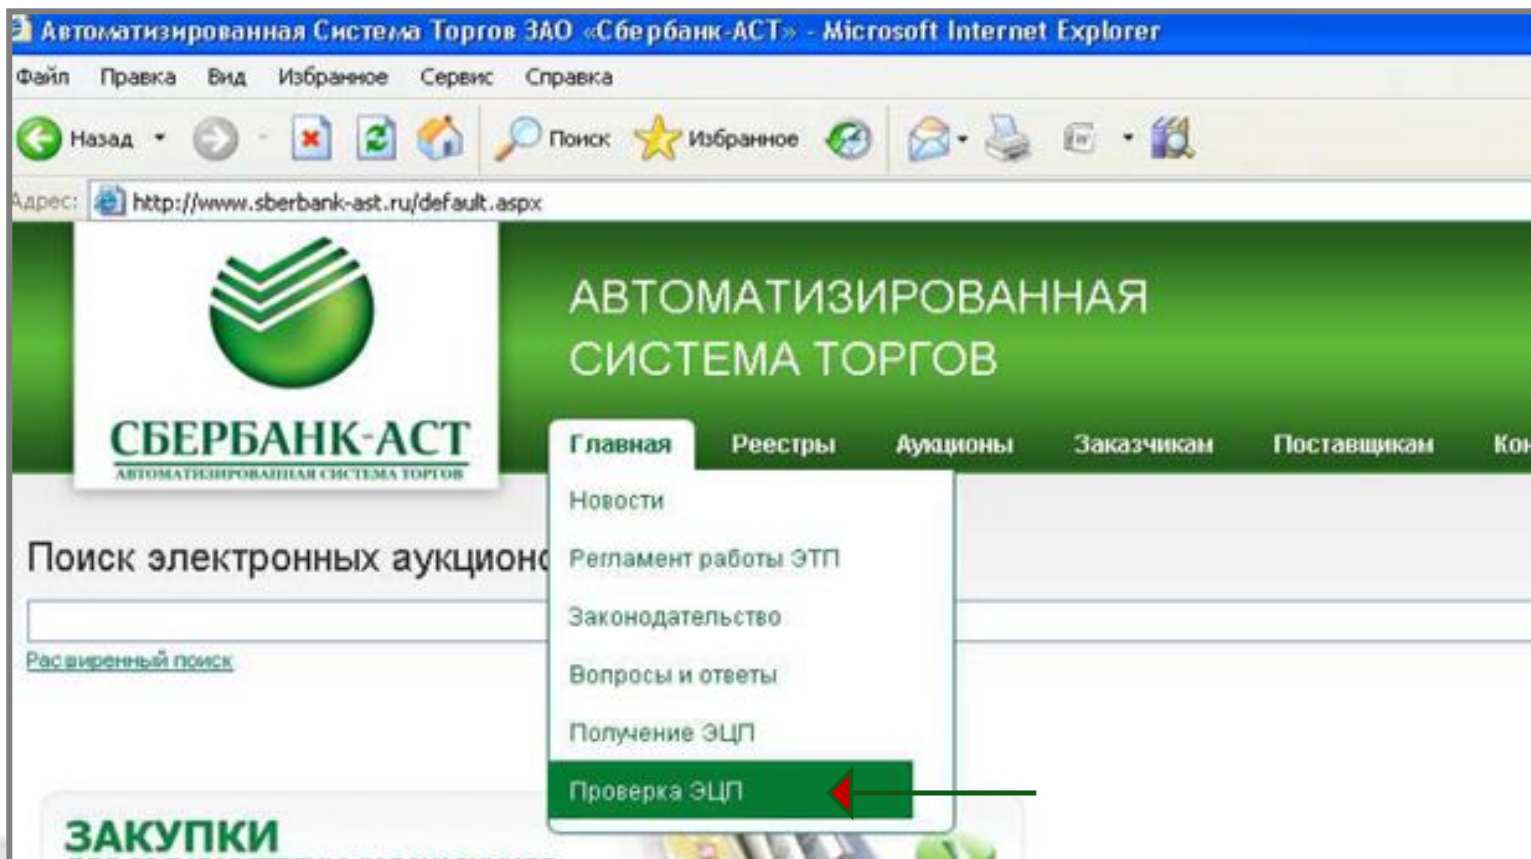 Автоматизированная Система Торгов ЗАО «Сбербанк-АСТ» - Microsoft Internet Explorer
Файл Правка Вид Избранное Сервис Справка
Назад Поиск Избранное
Адрес: http://www.sberbank-ast.ru/default.aspx
АВТОМАТИЗИРОВАННАЯ
СИСТЕМА ТОРГОВ
СБЕРБАНК-АСТ
АВТОМАТИЗИРОВАННАЯ СИСТЕМА ТОРГОВ
Главная Реестры Аукционы Заказчикам Поставщикам Кон
Новости
Поиск электронных аукционо
Регламент работы ЭТП
Законодательство
Расширенный поиск
Вопросы и ответы
Получение ЭЦП
Проверка ЭЦП
ЗАКУПКИ